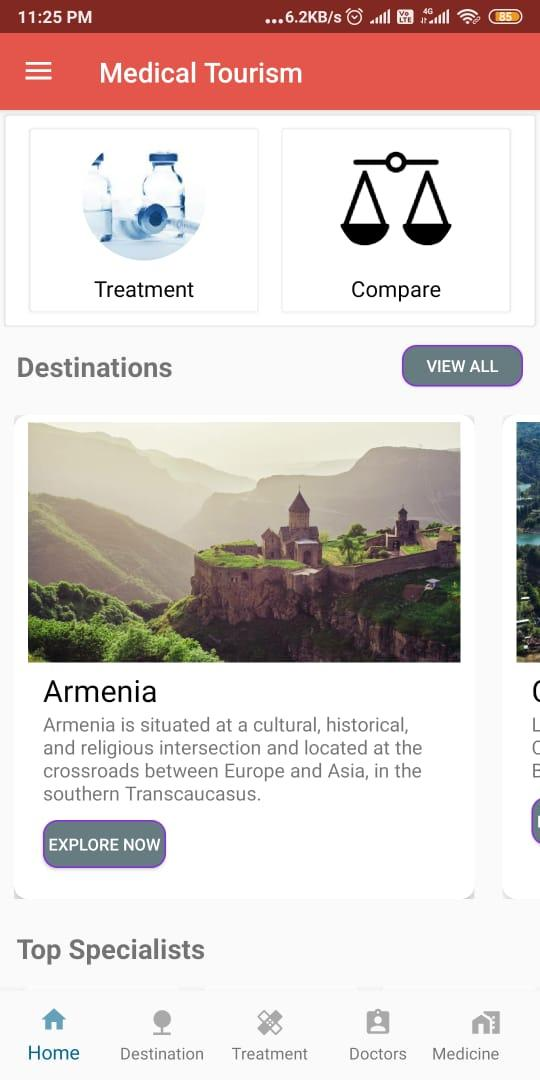 11:25 PM
...6.2KB/s
Vo
LTE
4G
85
Medical Tourism
Treatment
Compare
Destinations
VIEW ALL
Armenia
Armenia is situated at a cultural, historical,
and religious intersection and located at the
crossroads between Europe and Asia, in the
southern Transcaucasus.
EXPLORE NOW
Top Specialists
Home
Destination
Treatment
Doctors
Medicine